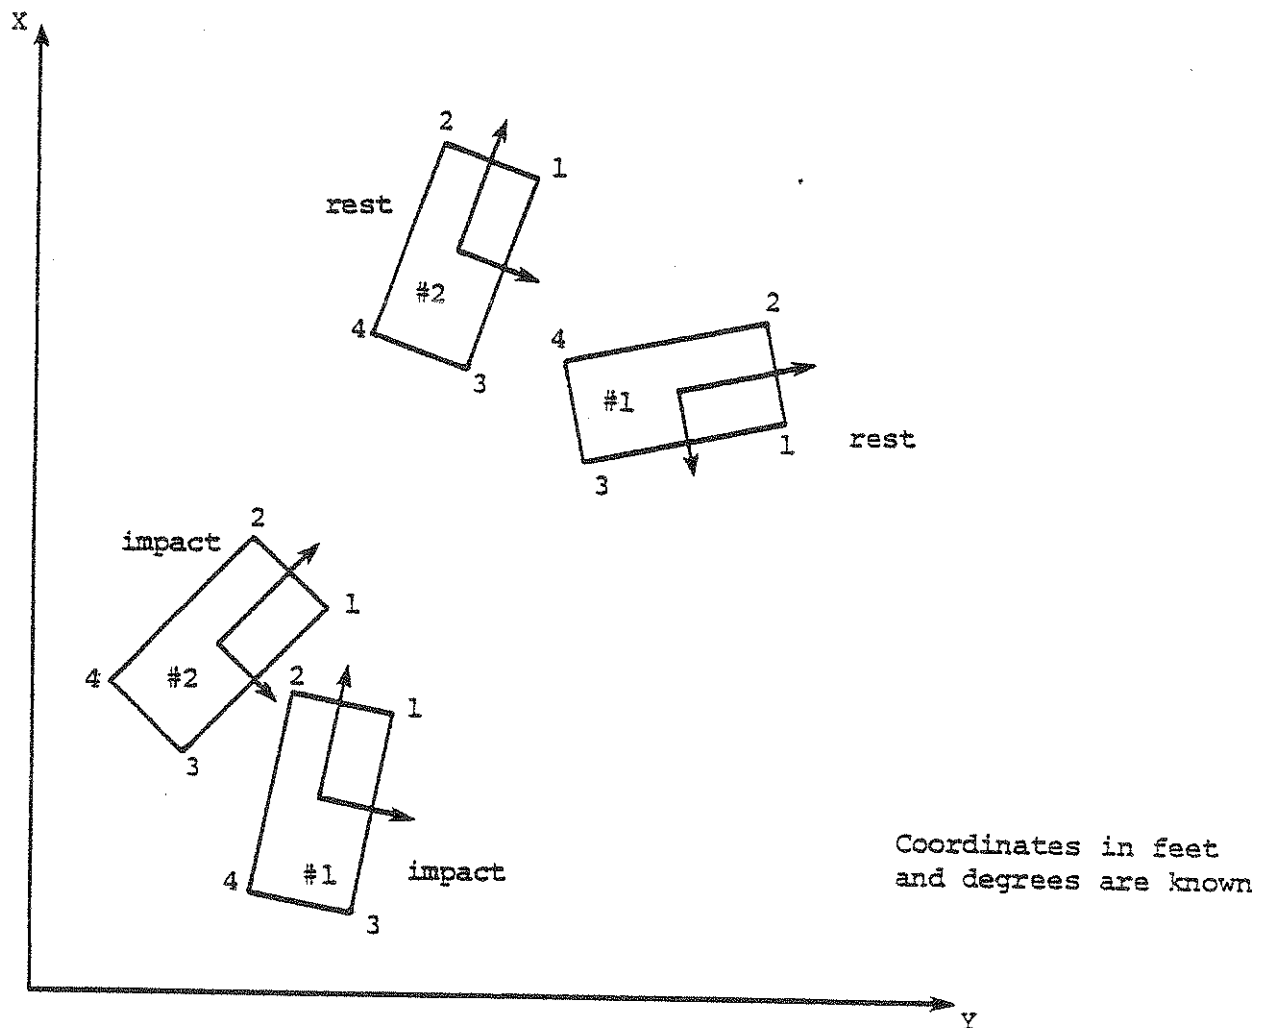 X
2
1
rest
#2
4
3
2
4
#1
1
rest
3
2
impact
1
4
#2
2
1
3
4
#1
impact
3
Coordinates in feet
and degrees are known
Y